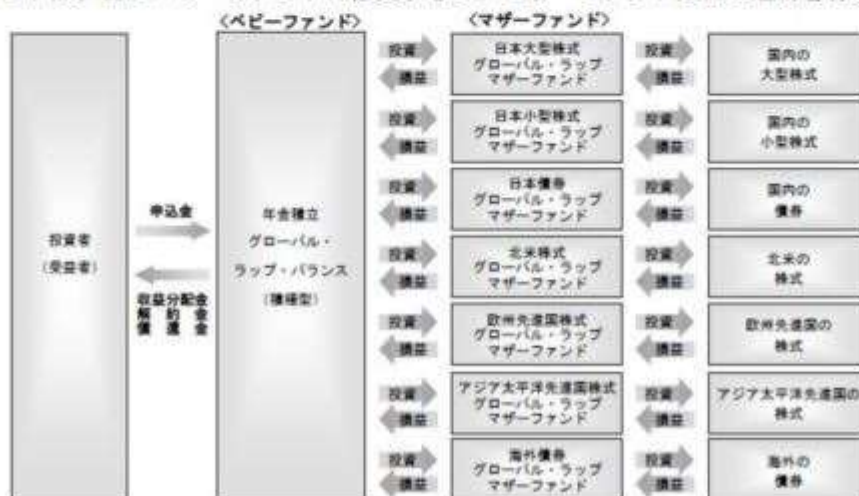 〈ベビーファンド〉
〈マザーファンド〉
投資者
（受益者）
申込金
収益分配金
解約金
償還金
年金積立
グローバル・
ラップ・バランス
（積極型）
投資
損益
日本大型株式
グローバル・ラップ
マザーファンド
投資
損益
国内の
大型株式
投資
損益
日本小型株式
グローバル・ラップ
マザーファンド
投資
損益
国内の
小型株式
投資
損益
日本債券
グローバル・ラップ
マザーファンド
投資
損益
国内の
債券
投資
損益
北米株式
グローバル・ラップ
マザーファンド
投資
損益
北米の
株式
投資
損益
欧州先進国株式
グローバル・ラップ
マザーファンド
投資
損益
欧州先進国の
株式
投資
損益
アジア太平洋先進国株式
グローバル・ラップ
マザーファンド
投資
損益
アジア太平洋先進国の
株式
投資
損益
海外債券
グローバル・ラップ
マザーファンド
投資
損益
海外の
債券